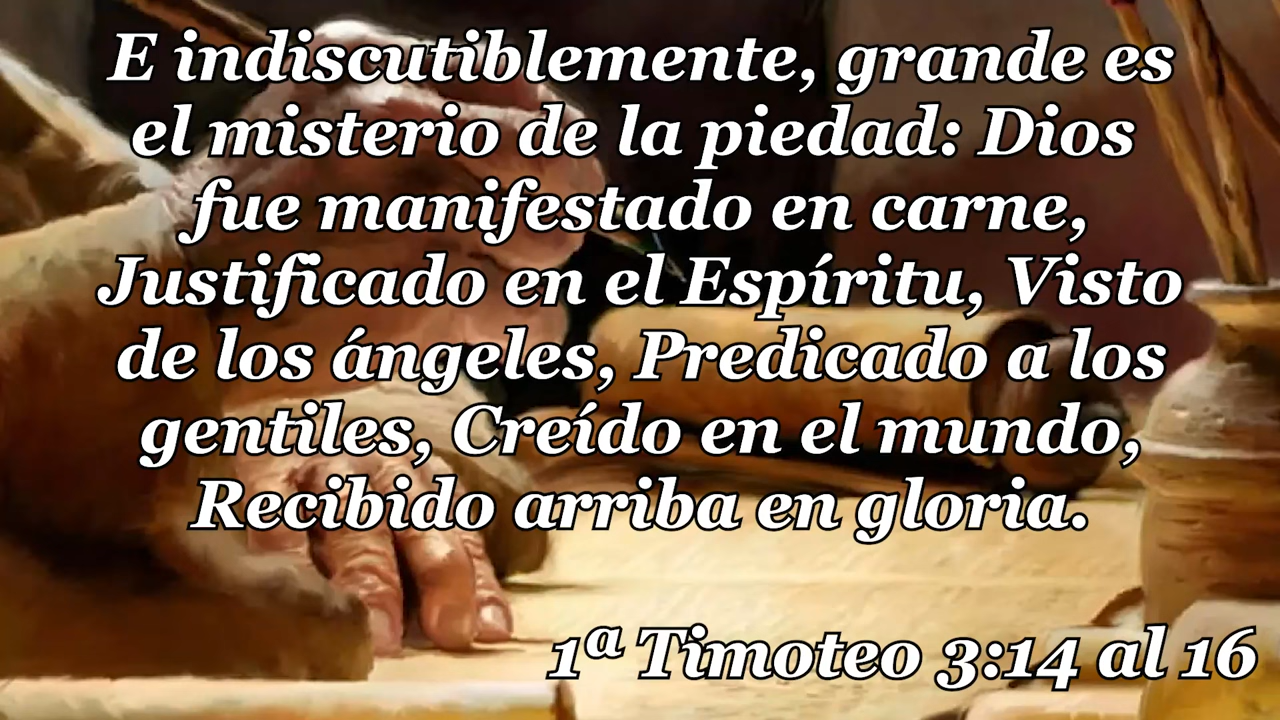 E indiscutiblemente, grande es
el misterio de la piedad: Dios
fue manifestado en carne,
Justificado en el Espíritu, Visto
de los ángeles, Predicado a los
gentiles, Creído en el mundo,
Recibido arriba en gloria.
1ª Timoteo 3:14 al 16